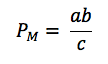 P_M = ab/c